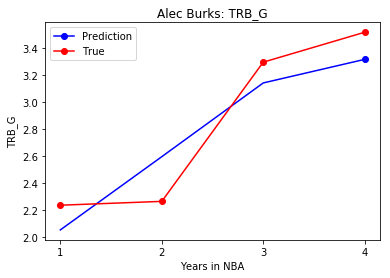 Alec Burks: TRB_G
Prediction
True
3.4
3.2
3.0
2.8
2.6
2.4
2.2
2.0
TRB_G
1
2
3
4
Years in NBA